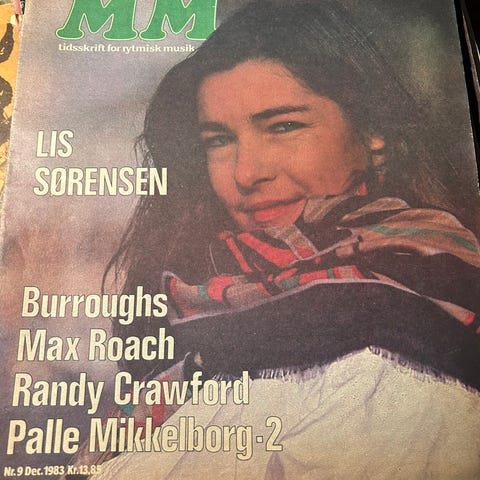 MM
tidsskrift for rytmisk musik
LIS
SØRENSEN
Burroughs
Max Roach
Randy Crawford
Palle Mikkelborg·2
Nr. 9 Dec. 1983 Kr. 13,85